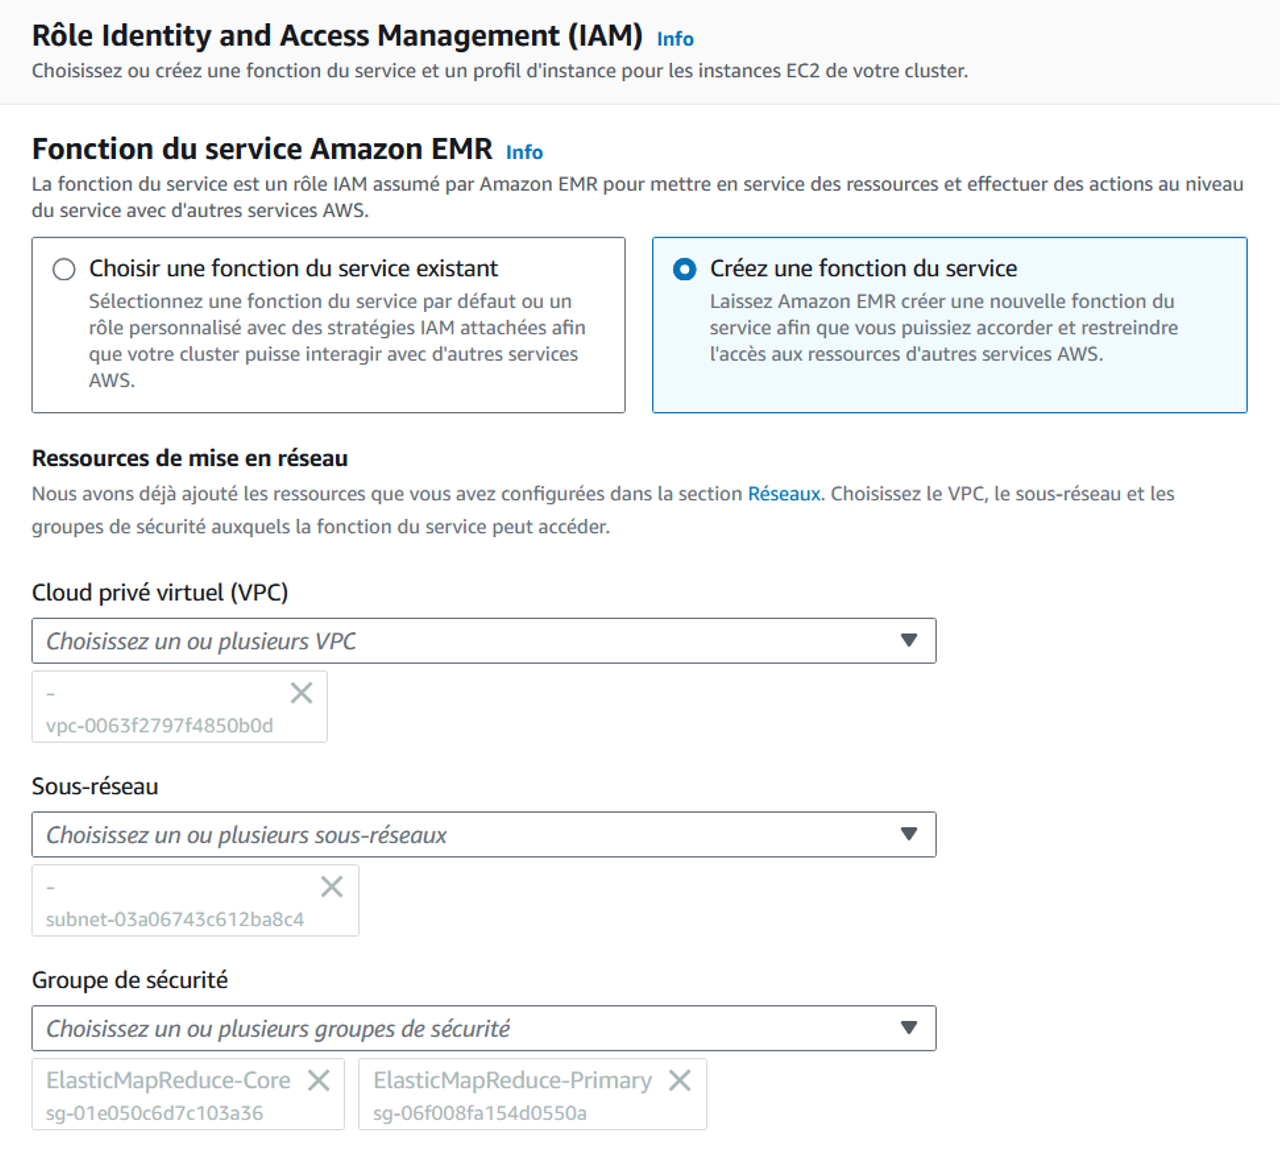 Rôle Identity and Access Management (IAM) Info
Choisissez ou créez une fonction du service et un profil d'instance pour les instances EC2 de votre cluster.
Fonction du service Amazon EMR Info
La fonction du service est un rôle IAM assumé par Amazon EMR pour mettre en service des ressources et effectuer des actions au niveau
du service avec d'autres services AWS.
Choisir une fonction du service existant
Sélectionnez une fonction du service par défaut ou un
rôle personnalisé avec des stratégies IAM attachées afin
que votre cluster puisse interagir avec d'autres services
AWS.
Créez une fonction du service
Laissez Amazon EMR créer une nouvelle fonction du
service afin que vous puissiez accorder et restreindre
l'accès aux ressources d'autres services AWS.
Ressources de mise en réseau
Nous avons déjà ajouté les ressources que vous avez configurées dans la section Réseaux. Choisissez le VPC, le sous-réseau et les
groupes de sécurité auxquels la fonction du service peut accéder.
Cloud privé virtuel (VPC)
Choisissez un ou plusieurs VPC
-
vpc-0063f2797f4850b0d
Sous-réseau
Choisissez un ou plusieurs sous-réseaux
-
subnet-03a06743c612ba8c4
Groupe de sécurité
Choisissez un ou plusieurs groupes de sécurité
ElasticMapReduce-Core
sg-01e050c6d7c103a36
ElasticMapReduce-Primary
sg-06f008fa154d0550a